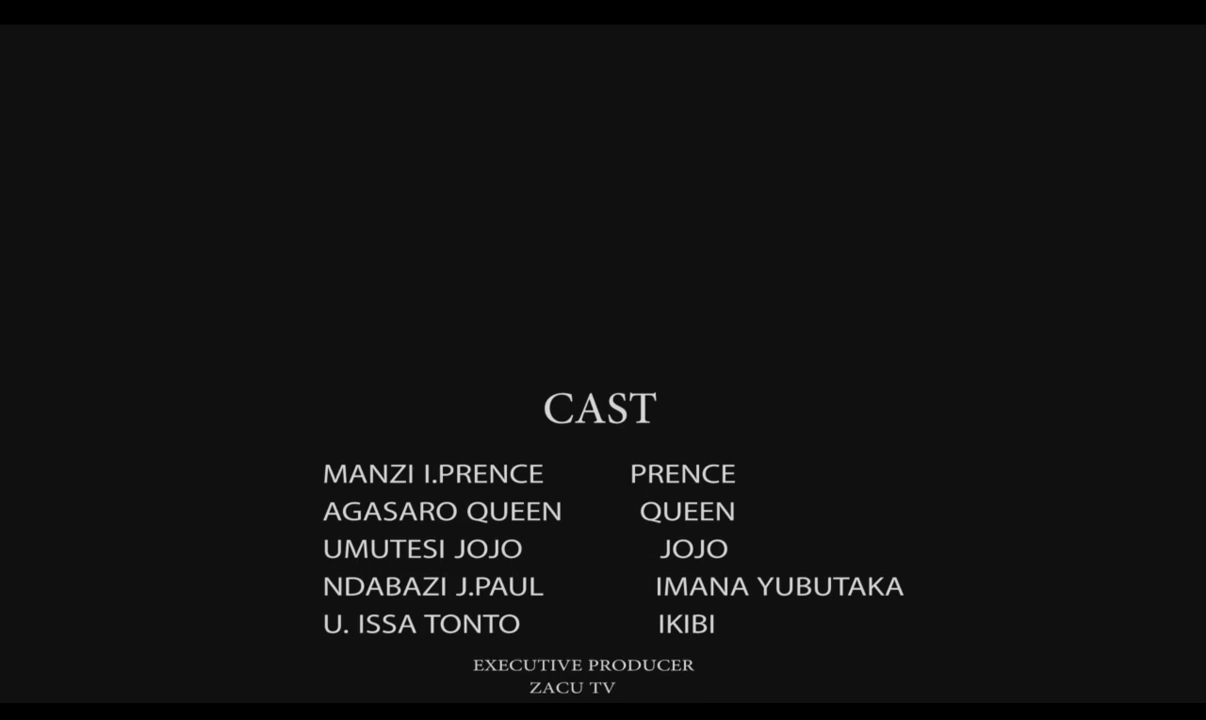 CAST
MANZI I.PRENCE PRENCE
AGASARO QUEEN QUEEN
UMUTESI JOJO JOJO
NDABAZI J.PAUL IMANA YUBUTAKA
U. ISSA TONTO IKIBI
EXECUTIVE PRODUCER
ZACU TV